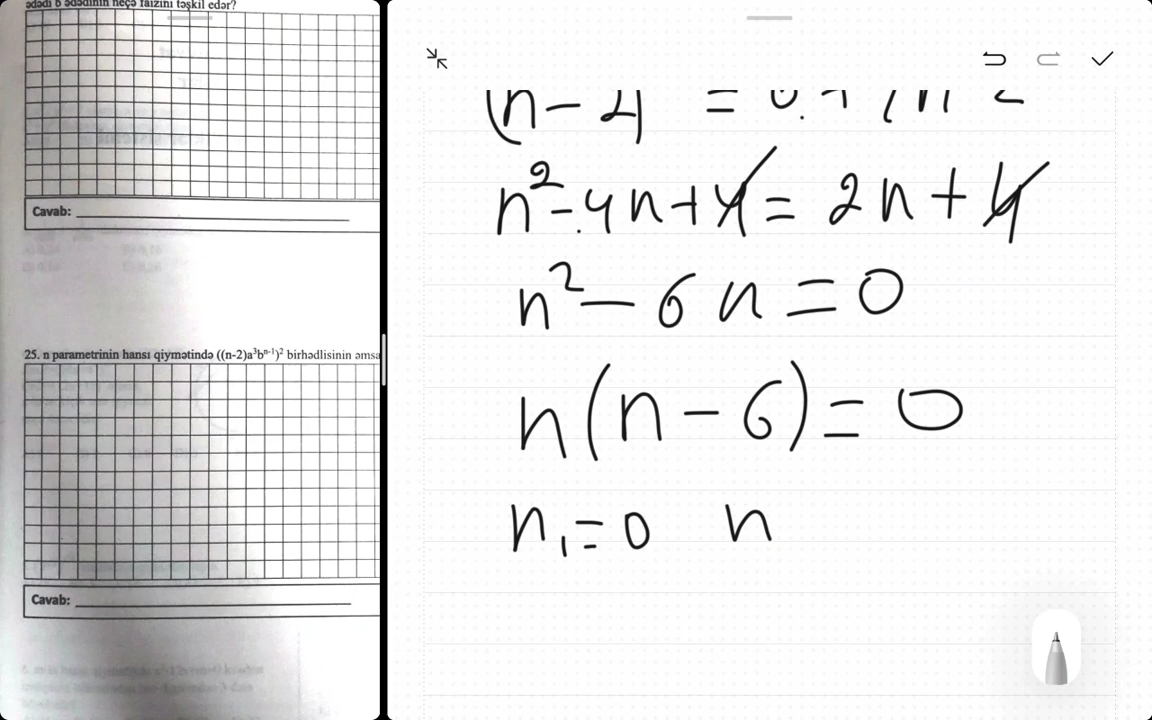 ədədi b ədədinin neçə faizini təşkil edər?
Cavab:
25. n parametrinin hansı qiymətində ((n-2)a³bⁿ⁻¹)² birhədlisinin əmsa
Cavab:
n² - 4n + 4 = 2n + 4
n² - 6n = 0
n(n - 6) = 0
n₁ = 0 n